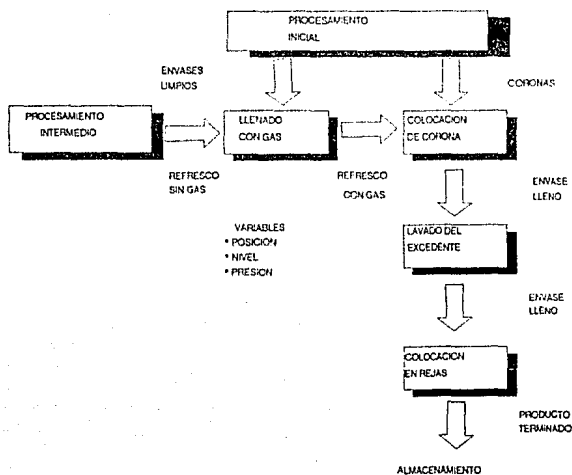 PROCESAMIENTO
INICIAL
ENVASES
LIMPIOS
CORONAS
PROCESAMIENTO
INTERMEDIO
LLENADO
CON GAS
COLOCACION
DE CORONA
REFRESCO
SIN GAS
REFRESCO
CON GAS
ENVASE
LLENO
VARIABLES
• POSICION
• NIVEL
• PRESION
LAVADO DEL
EXCEDENTE
ENVASE
LLENO
COLOCACION
EN REJAS
PRODUCTO
TERMINADO
ALMACENAMIENTO